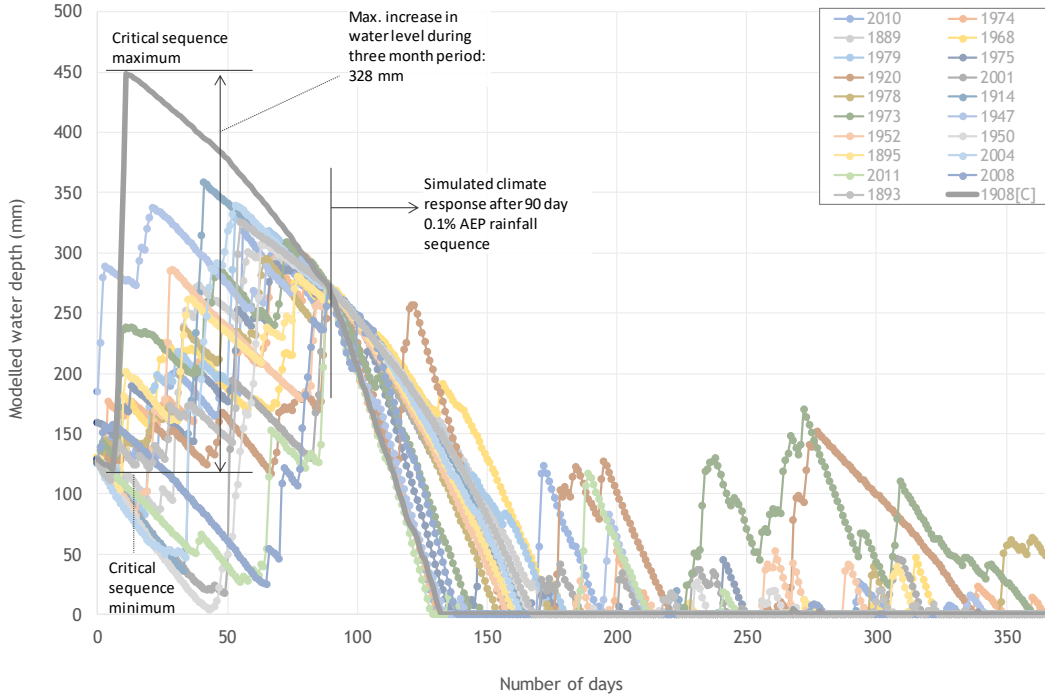 500
450
400
350
300
250
200
150
100
50
0
Modelled water depth (mm)
Critical sequence
maximum
Max. increase in
water level during
three month period:
328 mm
Simulated climate
response after 90 day
0.1% AEP rainfall
sequence
Critical
sequence
minimum
2010 1974
1889 1968
1979 1975
1920 2001
1978 1914
1973 1947
1952 1950
1895 2004
2011 2008
1893 1908[C]
0 50 100 150 200 250 300 350
Number of days